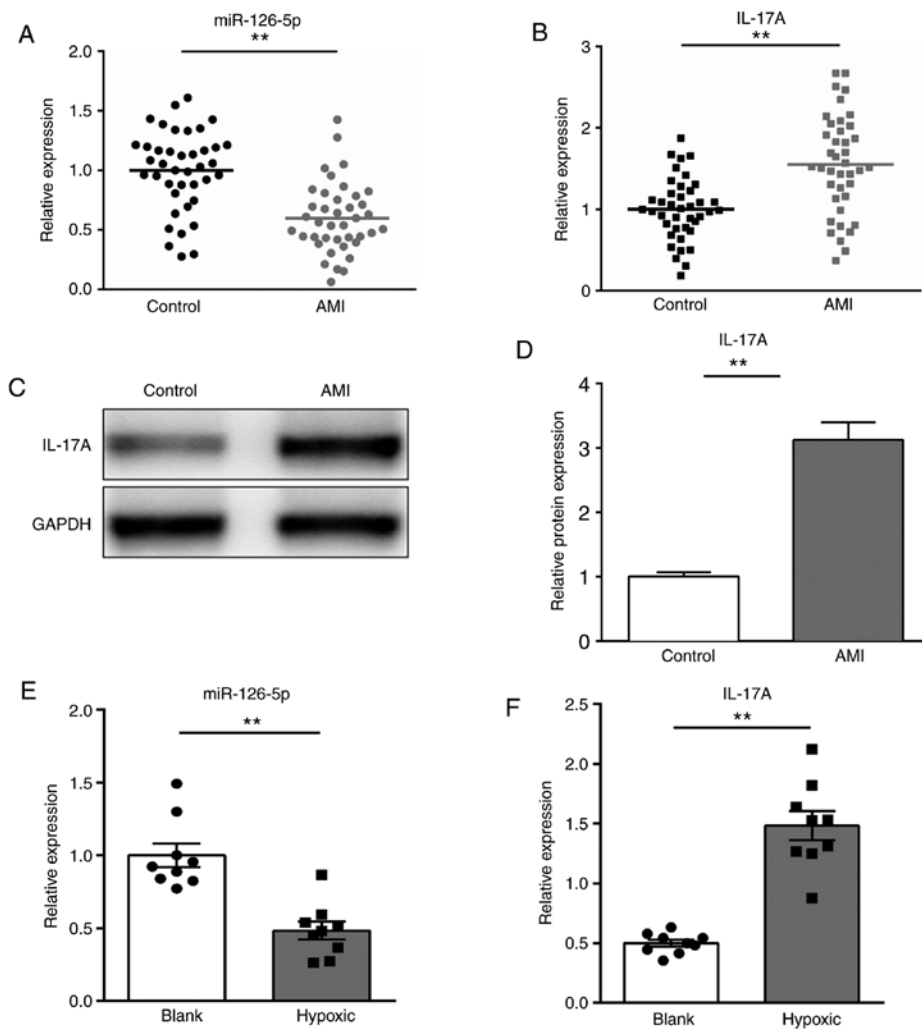 A
miR-126-5p
**
Relative expression
2.0
1.5
1.0
0.5
0.0
Control AMI
B
IL-17A
**
Relative expression
3
2
1
0
Control AMI
C
Control AMI
IL-17A
GAPDH
D
IL-17A
**
Relative protein expression
4
3
2
1
0
Control AMI
E
miR-126-5p
**
Relative expression
2.0
1.5
1.0
0.5
0.0
Blank Hypoxic
F
IL-17A
**
Relative expression
2.5
2.0
1.5
1.0
0.5
0.0
Blank Hypoxic